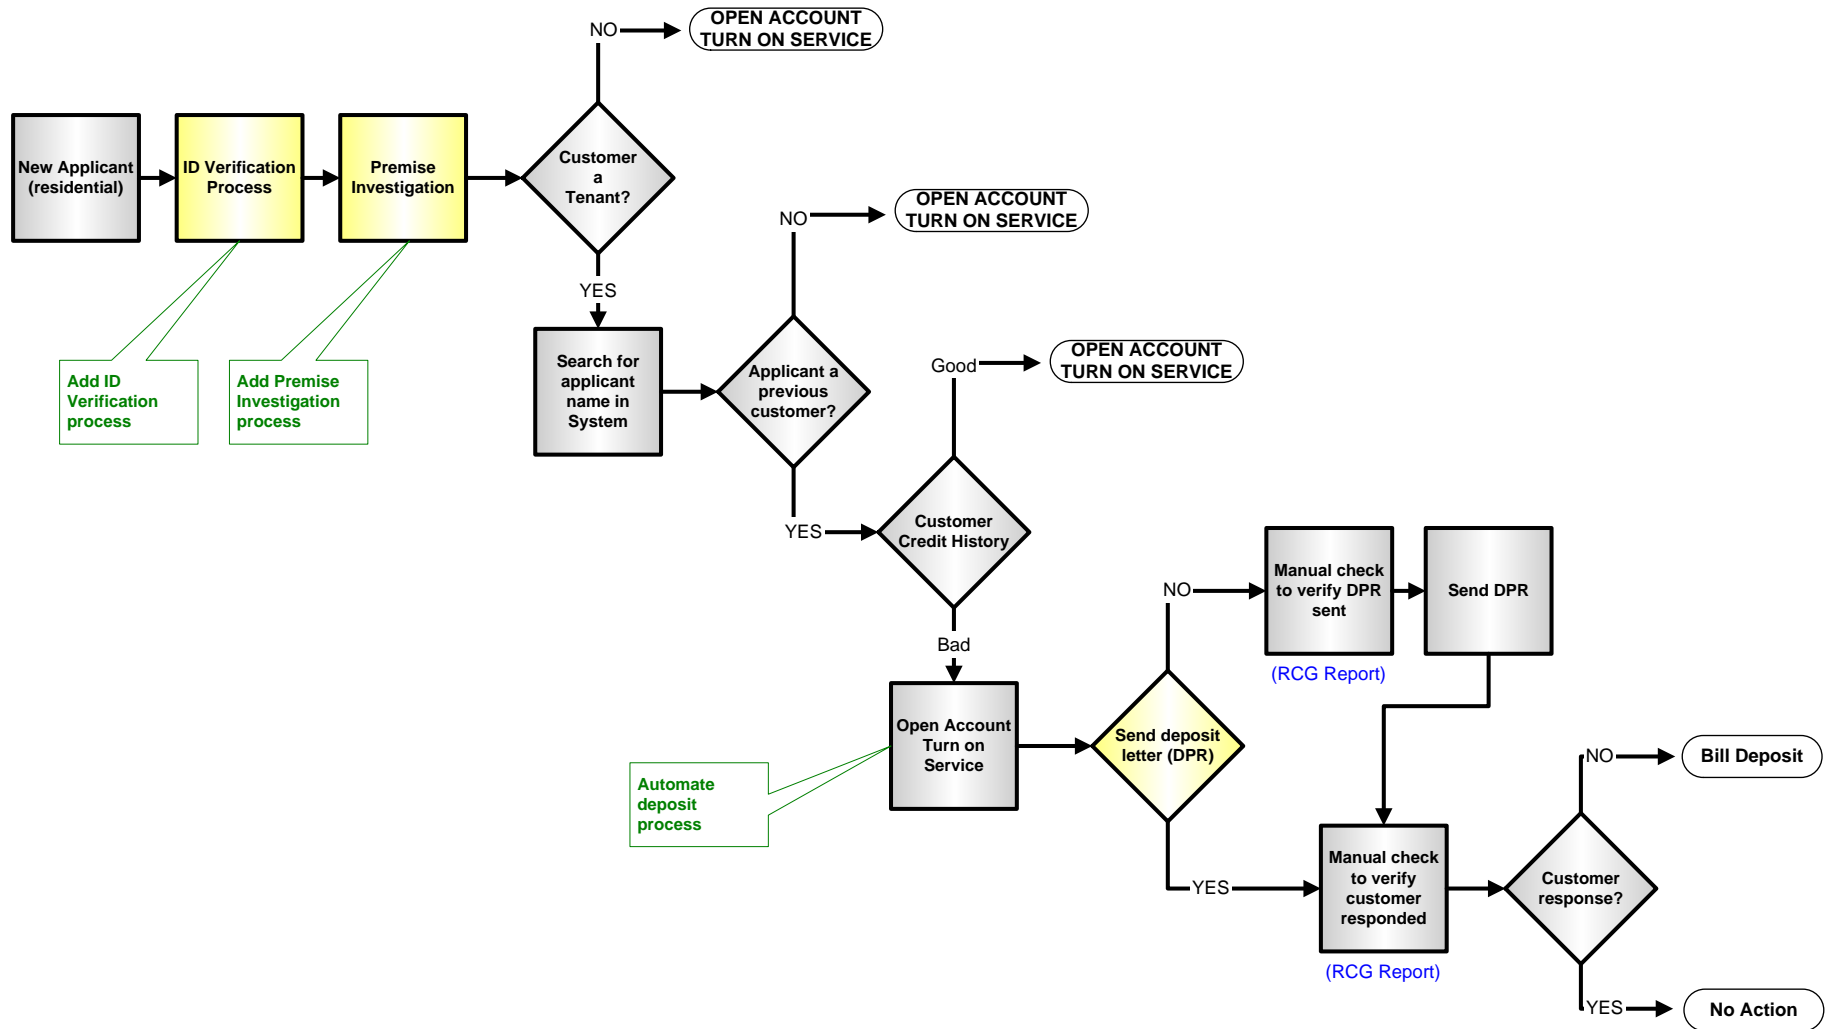 NO
OPEN ACCOUNT
TURN ON SERVICE
New Applicant
(residential)
ID Verification
Process
Premise
Investigation
Customer
a
Tenant?
NO
OPEN ACCOUNT
TURN ON SERVICE
YES
Add ID
Verification
process
Add Premise
Investigation
process
Search for
applicant
name in
System
Applicant a
previous
customer?
Good
OPEN ACCOUNT
TURN ON SERVICE
YES
Customer
Credit History
Bad
NO
Manual check
to verify DPR
sent
Send DPR
(RCG Report)
Open Account
Turn on
Service
Send deposit
letter (DPR)
Automate
deposit
process
NO
Bill Deposit
YES
Manual check
to verify
customer
responded
Customer
response?
(RCG Report)
YES
No Action